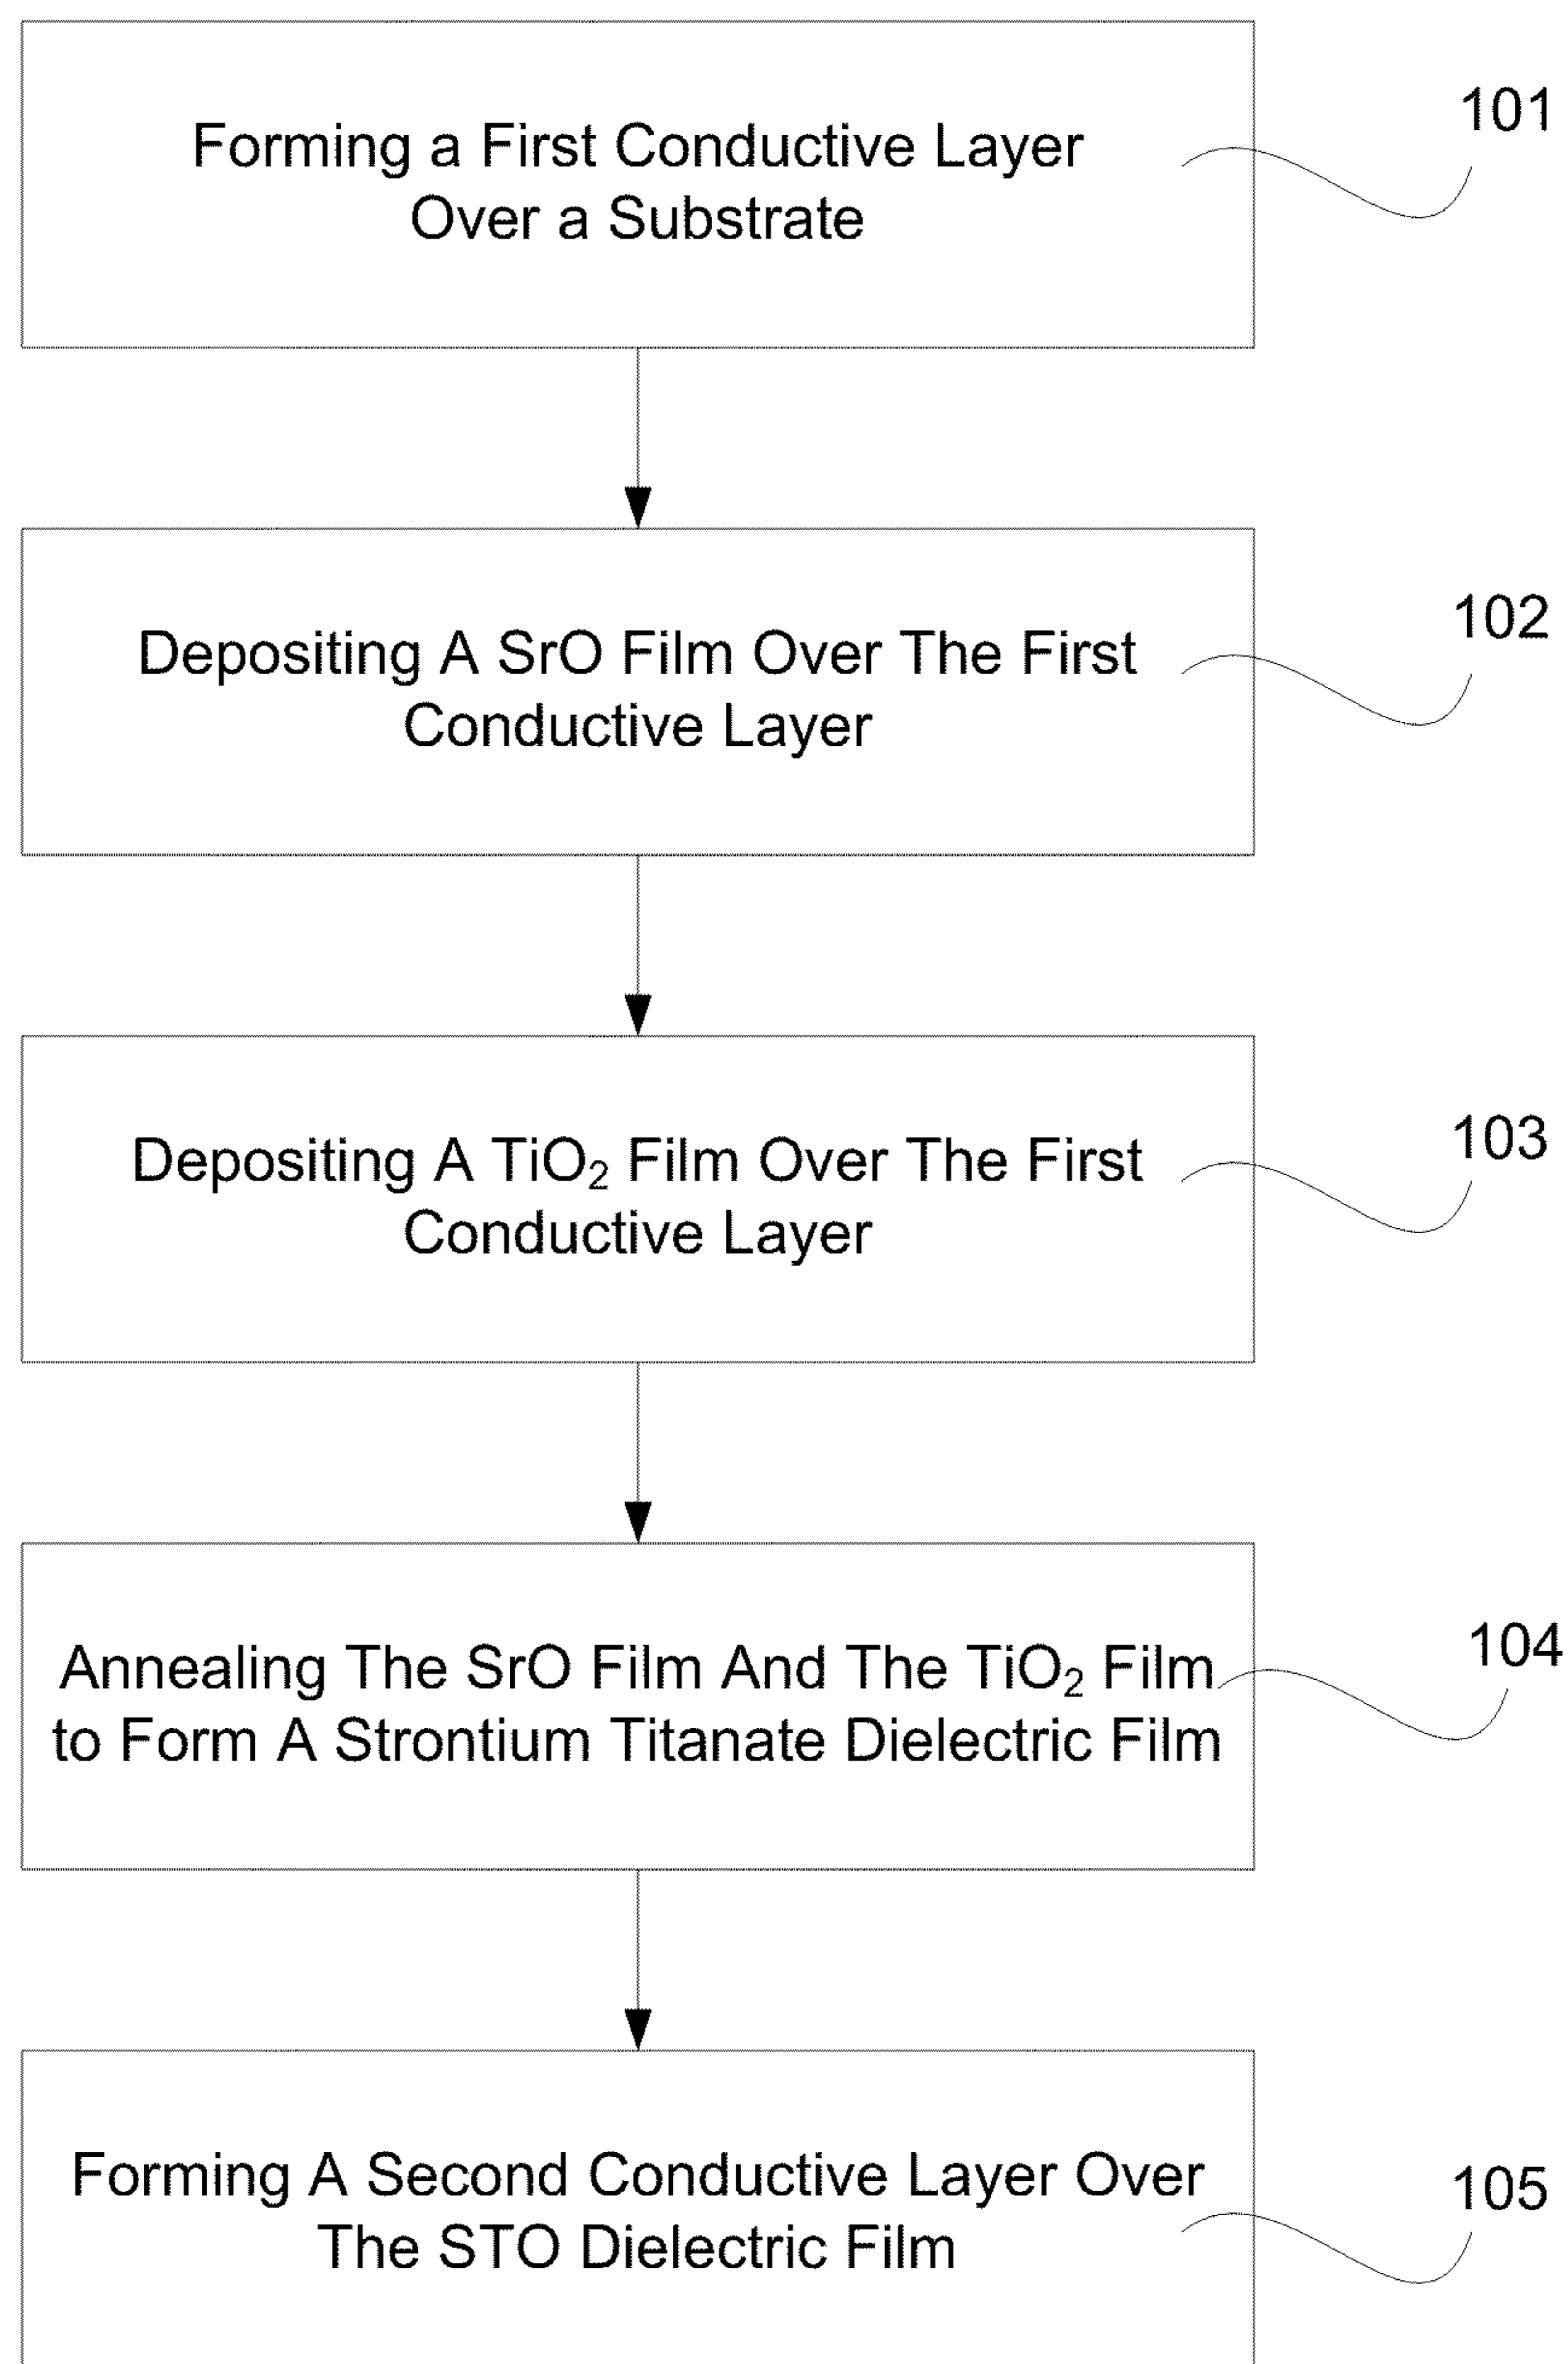 Forming a First Conductive Layer
Over a Substrate
101
Depositing A SrO Film Over The First
Conductive Layer
102
Depositing A TiO₂ Film Over The First
Conductive Layer
103
Annealing The SrO Film And The TiO₂ Film
to Form A Strontium Titanate Dielectric Film
104
Forming A Second Conductive Layer Over
The STO Dielectric Film
105